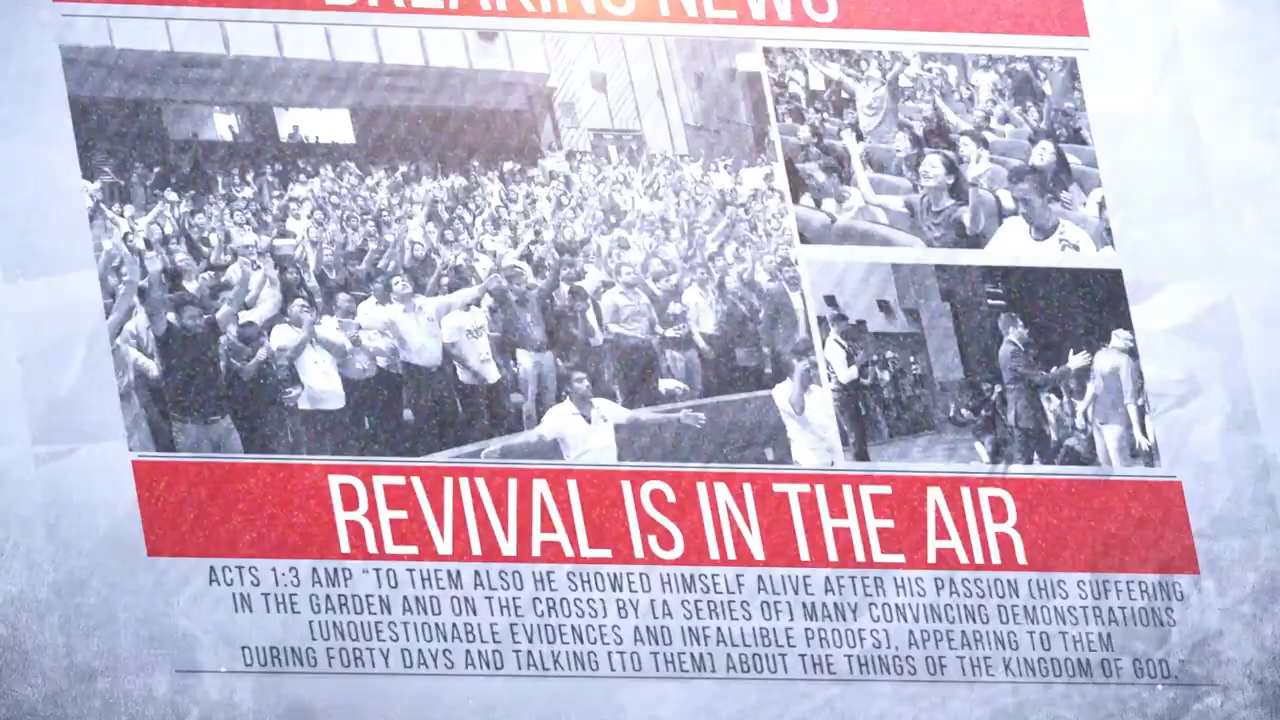 BREAKING NEWS
REVIVAL IS IN THE AIR
ACTS 1:3 AMP "TO THEM ALSO HE SHOWED HIMSELF ALIVE AFTER HIS PASSION (HIS SUFFERING
IN THE GARDEN AND ON THE CROSS) BY [A SERIES OF] MANY CONVINCING DEMONSTRATIONS
[UNQUESTIONABLE EVIDENCES AND INFALLIBLE PROOFS], APPEARING TO THEM
DURING FORTY DAYS AND TALKING [TO THEM] ABOUT THE THINGS OF THE KINGDOM OF GOD."